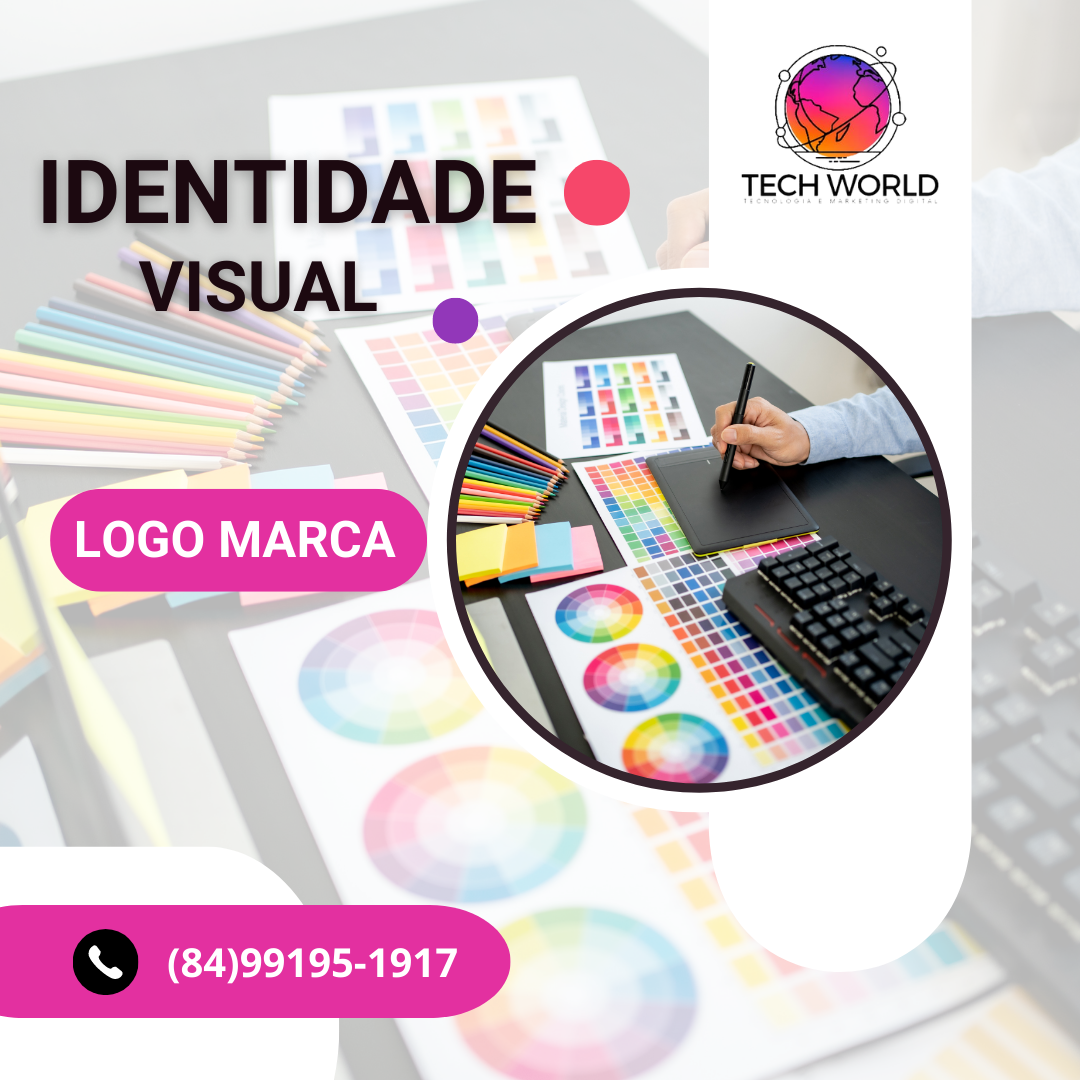 IDENTIDADE
VISUAL
TECH WORLD
TECNOLOGIA E MARKETING DIGITAL
LOGO MARCA
(84)99195-1917